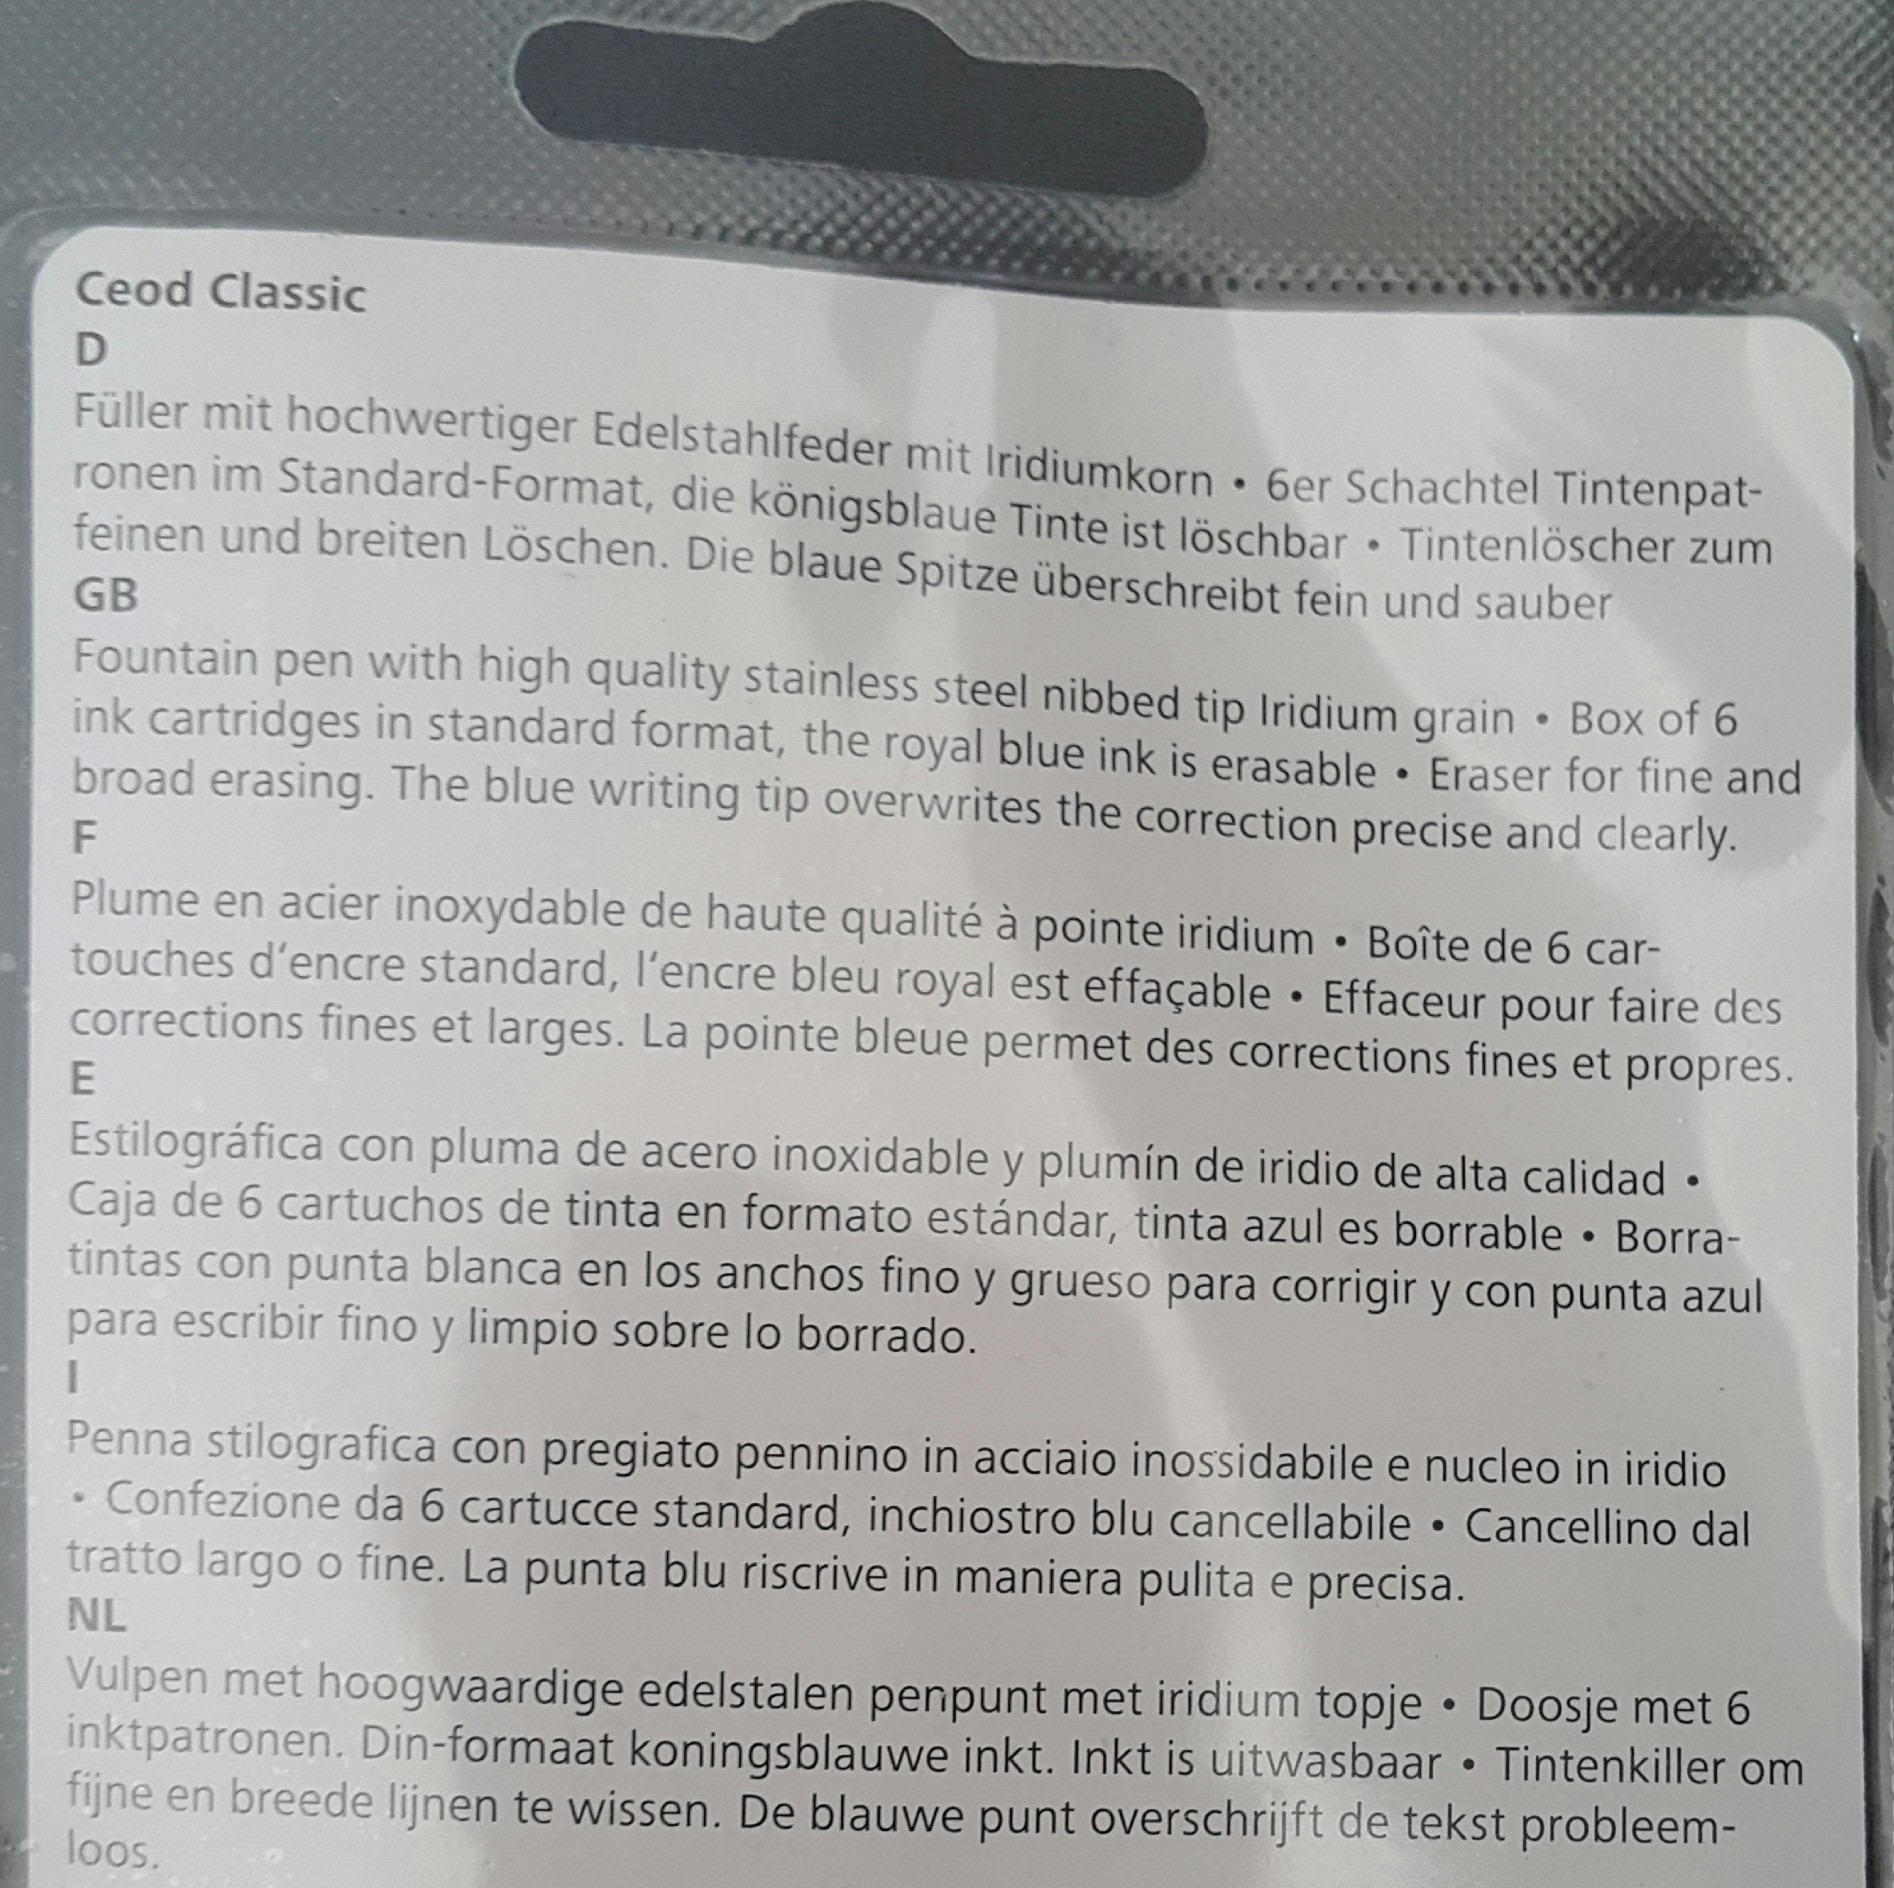 Ceod Classic
D
Füller mit hochwertiger Edelstahlfeder mit Iridiumkorn • 6er Schachtel Tintenpat-
ronen im Standard-Format, die königsblaue Tinte ist löschbar • Tintenlöscher zum
feinen und breiten Löschen. Die blaue Spitze überschreibt fein und sauber
GB
Fountain pen with high quality stainless steel nibbed tip Iridium grain • Box of 6
ink cartridges in standard format, the royal blue ink is erasable • Eraser for fine and
broad erasing. The blue writing tip overwrites the correction precise and clearly.
F
Plume en acier inoxydable de haute qualité à pointe iridium • Boîte de 6 car-
touches d‘encre standard, l‘encre bleu royal est effaçable • Effaceur pour faire des
corrections fines et larges. La pointe bleue permet des corrections fines et propres.
E
Estilográfica con pluma de acero inoxidable y plumín de iridio de alta calidad •
Caja de 6 cartuchos de tinta en formato estándar, tinta azul es borrable • Borra-
tintas con punta blanca en los anchos fino y grueso para corrigir y con punta azul
para escribir fino y limpio sobre lo borrado.
I
Penna stilografica con pregiato pennino in acciaio inossidabile e nucleo in iridio
• Confezione da 6 cartucce standard, inchiostro blu cancellabile • Cancellino dal
tratto largo o fine. La punta blu riscrive in maniera pulita e precisa.
NL
Vulpen met hoogwaardige edelstalen penpunt met iridium topje • Doosje met 6
inktpatronen. Din-formaat koningsblauwe inkt. Inkt is uitwasbaar • Tintenkiller om
fijne en breede lijnen te wissen. De blauwe punt overschrijft de tekst probleem-
loos.